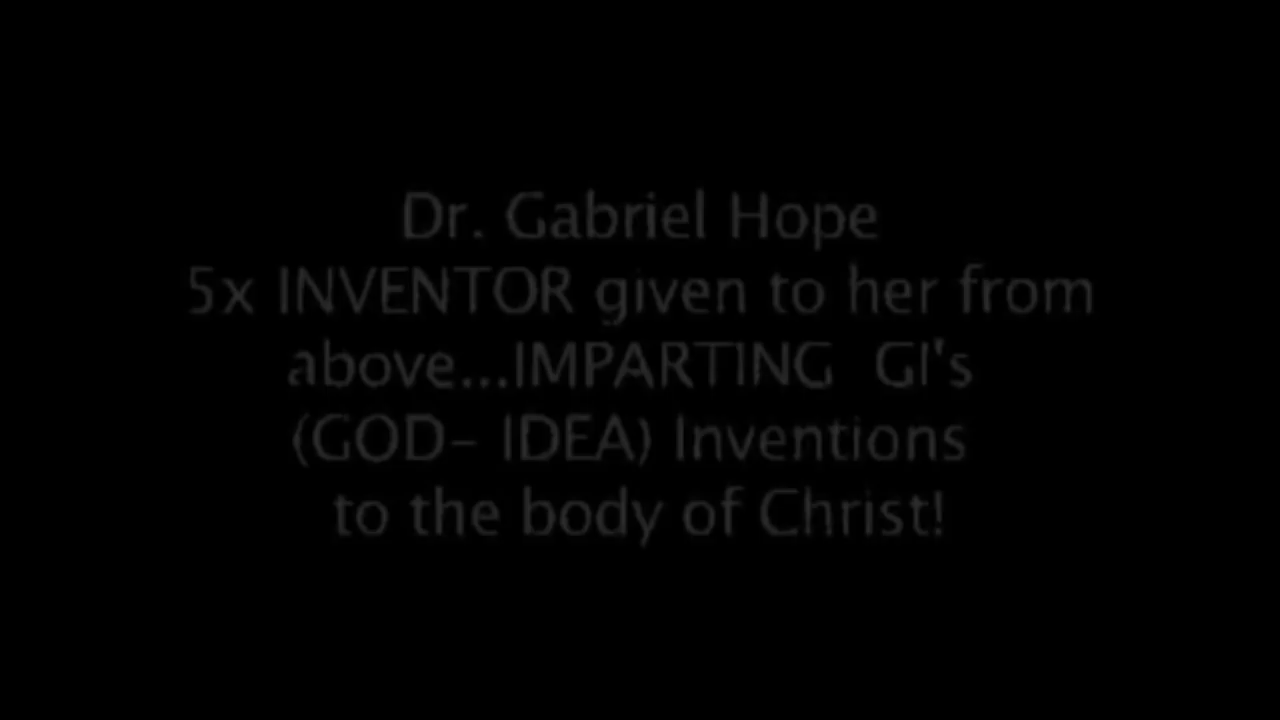 Dr. Gabriel Hope
5x INVENTOR given to her from
above...IMPARTING  GI's
(GOD- IDEA) Inventions
to the body of Christ!